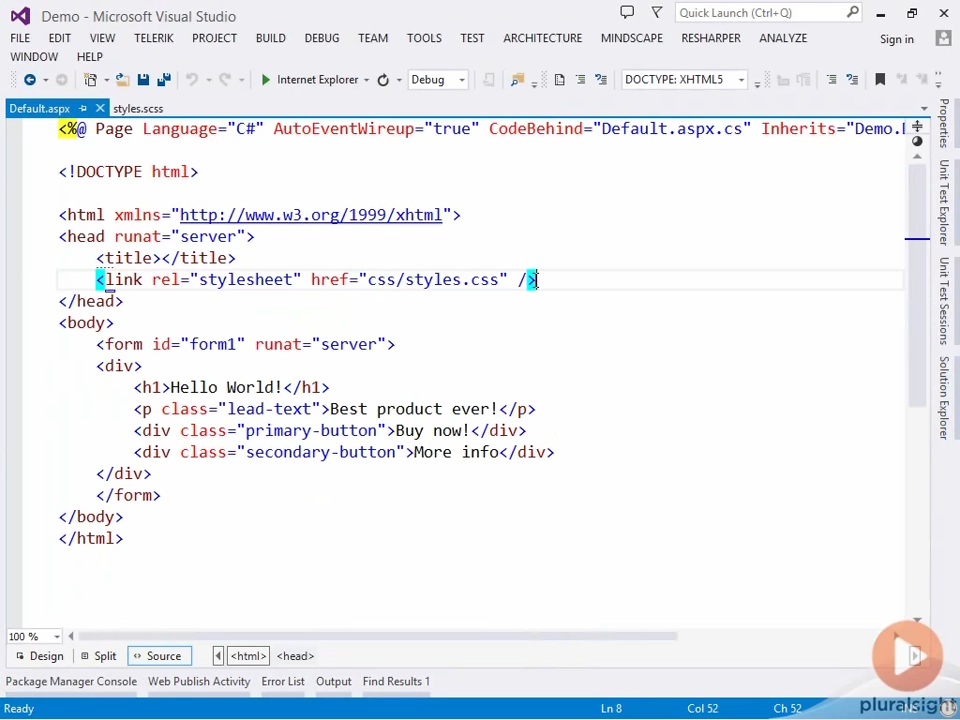 Demo - Microsoft Visual Studio
Quick Launch (Ctrl+Q)
FILE EDIT VIEW TELERIK PROJECT BUILD DEBUG TEAM TOOLS TEST ARCHITECTURE MINDSCAPE RESHARPER ANALYZE Sign in
WINDOW HELP
Internet Explorer Debug DOCTYPE: XHTML5
Default.aspx styles.scss
<%@ Page Language="C#" AutoEventWireup="true" CodeBehind="Default.aspx.cs" Inherits="Demo.D
<!DOCTYPE html>
<html xmlns="http://www.w3.org/1999/xhtml">
<head runat="server">
<title></title>
<link rel="stylesheet" href="css/styles.css" />
</head>
<body>
<form id="form1" runat="server">
<div>
<h1>Hello World!</h1>
<p class="lead-text">Best product ever!</p>
<div class="primary-button">Buy now!</div>
<div class="secondary-button">More info</div>
</div>
</form>
</body>
</html>
Properties
Unit Test Explorer
Unit Test Sessions
Solution Explorer
100 %
Design Split Source <html> <head>
Package Manager Console Web Publish Activity Error List Output Find Results 1
pluralsight
Ready Ln 8 Col 52 Ch 52